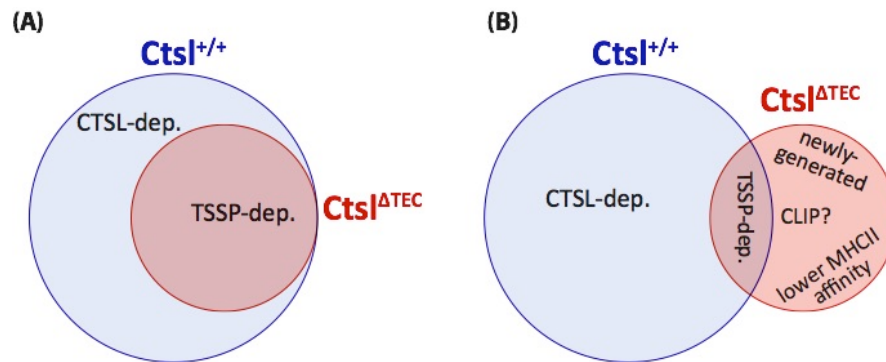 (A)
Ctsl+/+
CTSL-dep.
TSSP-dep.
CtslΔTEC
(B)
Ctsl+/+
CtslΔTEC
CTSL-dep.
TSSP-dep.
newly-
generated
CLIP?
lower MHCII
affinity